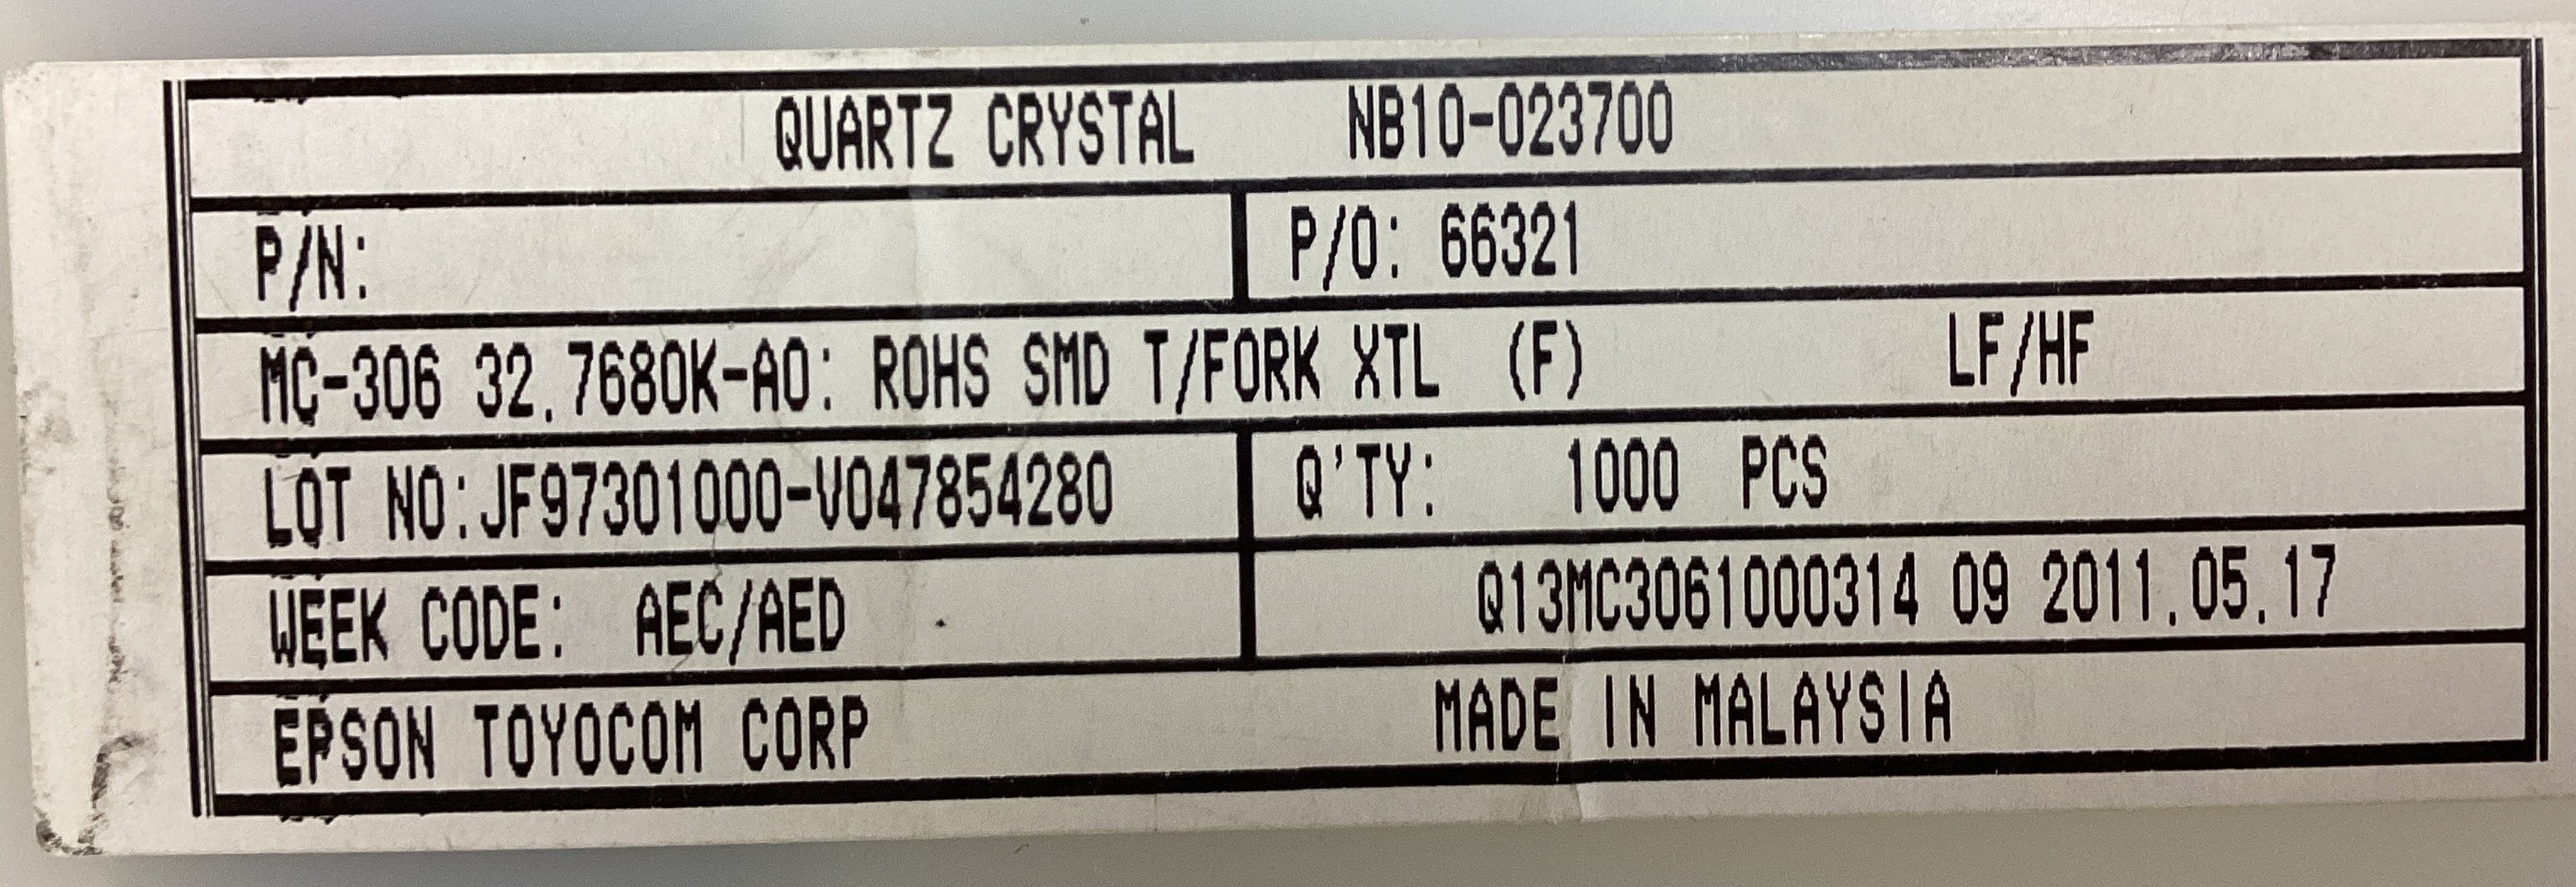 QUARTZ CRYSTAL NB10-023700
P/N: P/O: 66321
MC-306 32.7680K-A0: ROHS SMD T/FORK XTL (F) LF/HF
LOT NO:JF97301000-V047854280 Q'TY: 1000 PCS
WEEK CODE: AEC/AED Q13MC3061000314 09 2011.05.17
EPSON TOYOCOM CORP MADE IN MALAYSIA